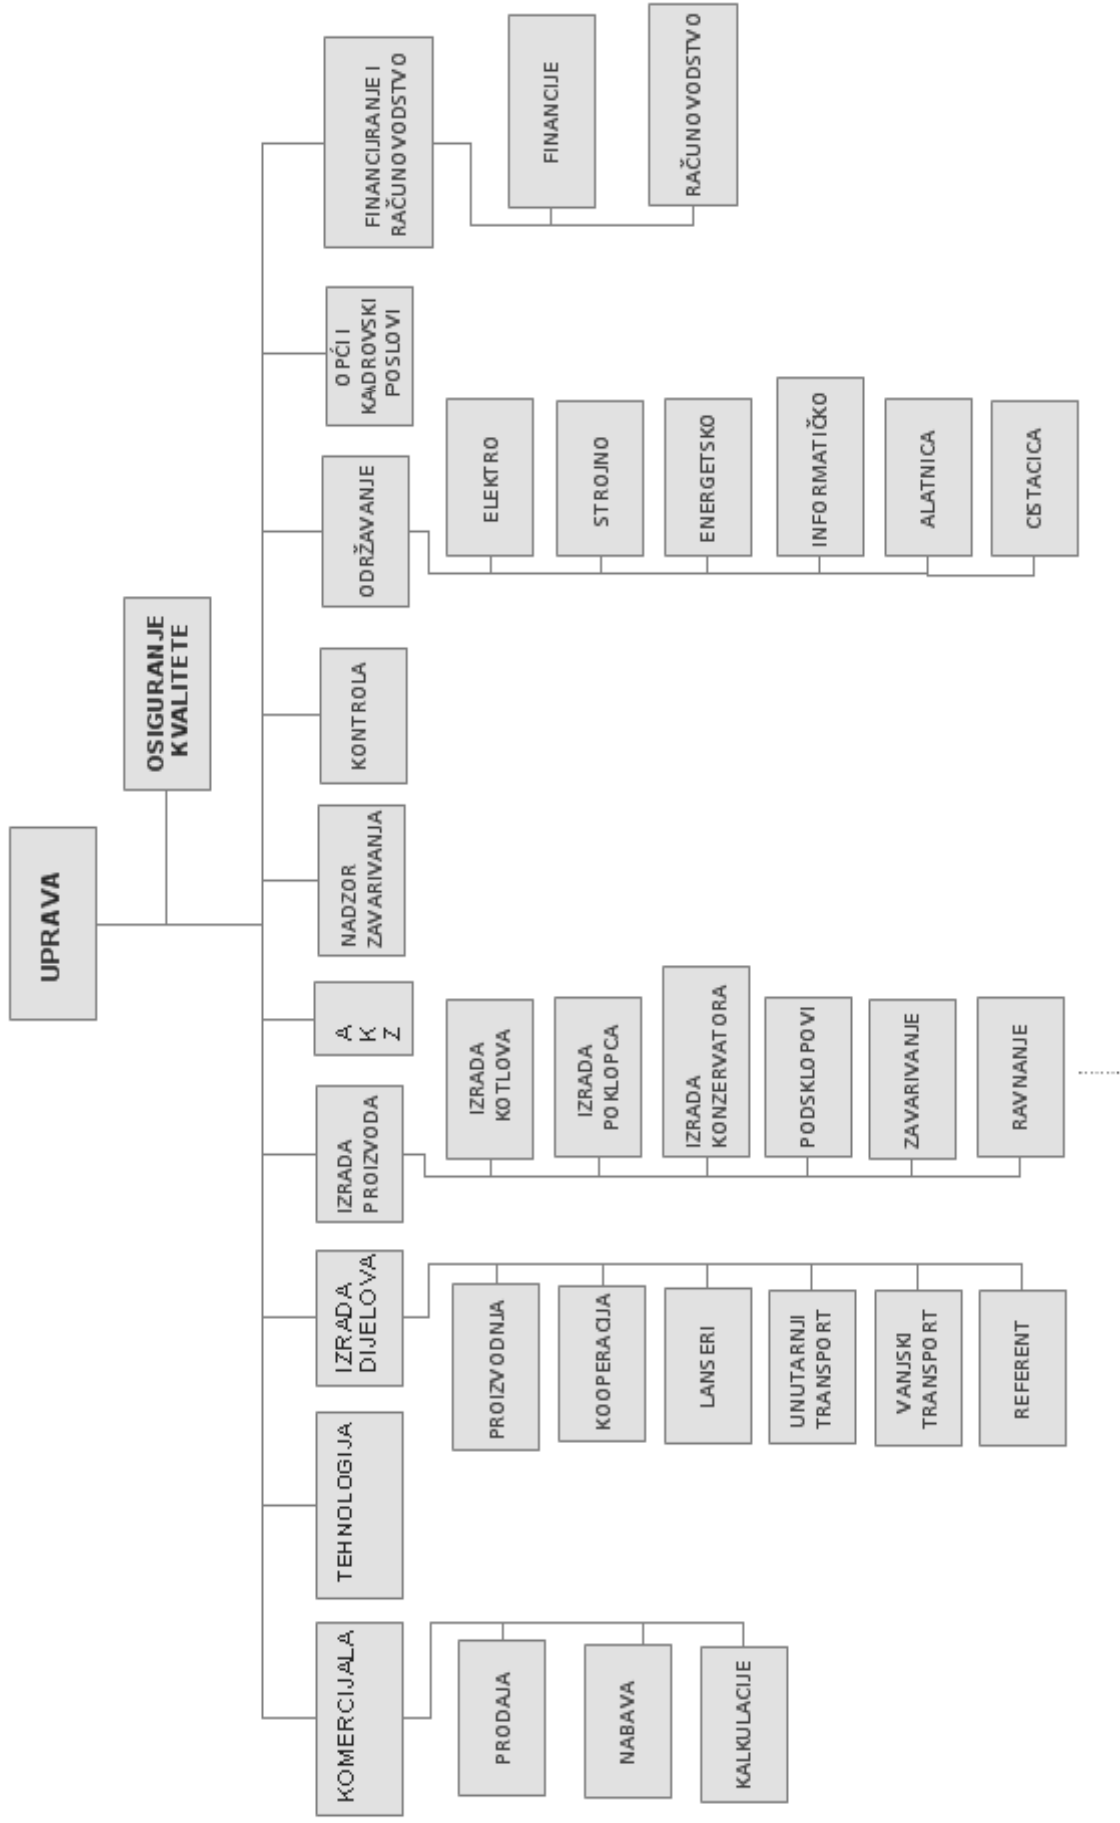 UPRAVA
OSIGURANJE
KVALITETE
KOMERCIJALA
TEHNOLOGIJA
IZRADA
DIJELOVA
IZRADA
PROIZVODA
A
K
Z
NADZOR
ZAVARIVANJA
KONTROLA
ODRŽAVANJE
OPĆI I
KADROVSKI
POSLOVI
FINANCIJRANJE I
RAČUNOVODSTVO
PRODAJA
NABAVA
KALKULACIJE
PROIZVODNJA
KOOPERACIJA
LANSERI
UNUTARNJI
TRANSPORT
VANJSKI
TRANSPORT
REFERENT
IZRADA
KOTLOVA
IZRADA
POKLOPCA
IZRADA
KONZERVATORA
PODSKLOPOVI
ZAVARIVANJE
RAVNANJE
ELEKTRO
STROJNO
ENERGETSKO
INFORMATIČKO
ALATNICA
CISTACICA
FINANCIJE
RAČUNOVODSTVO